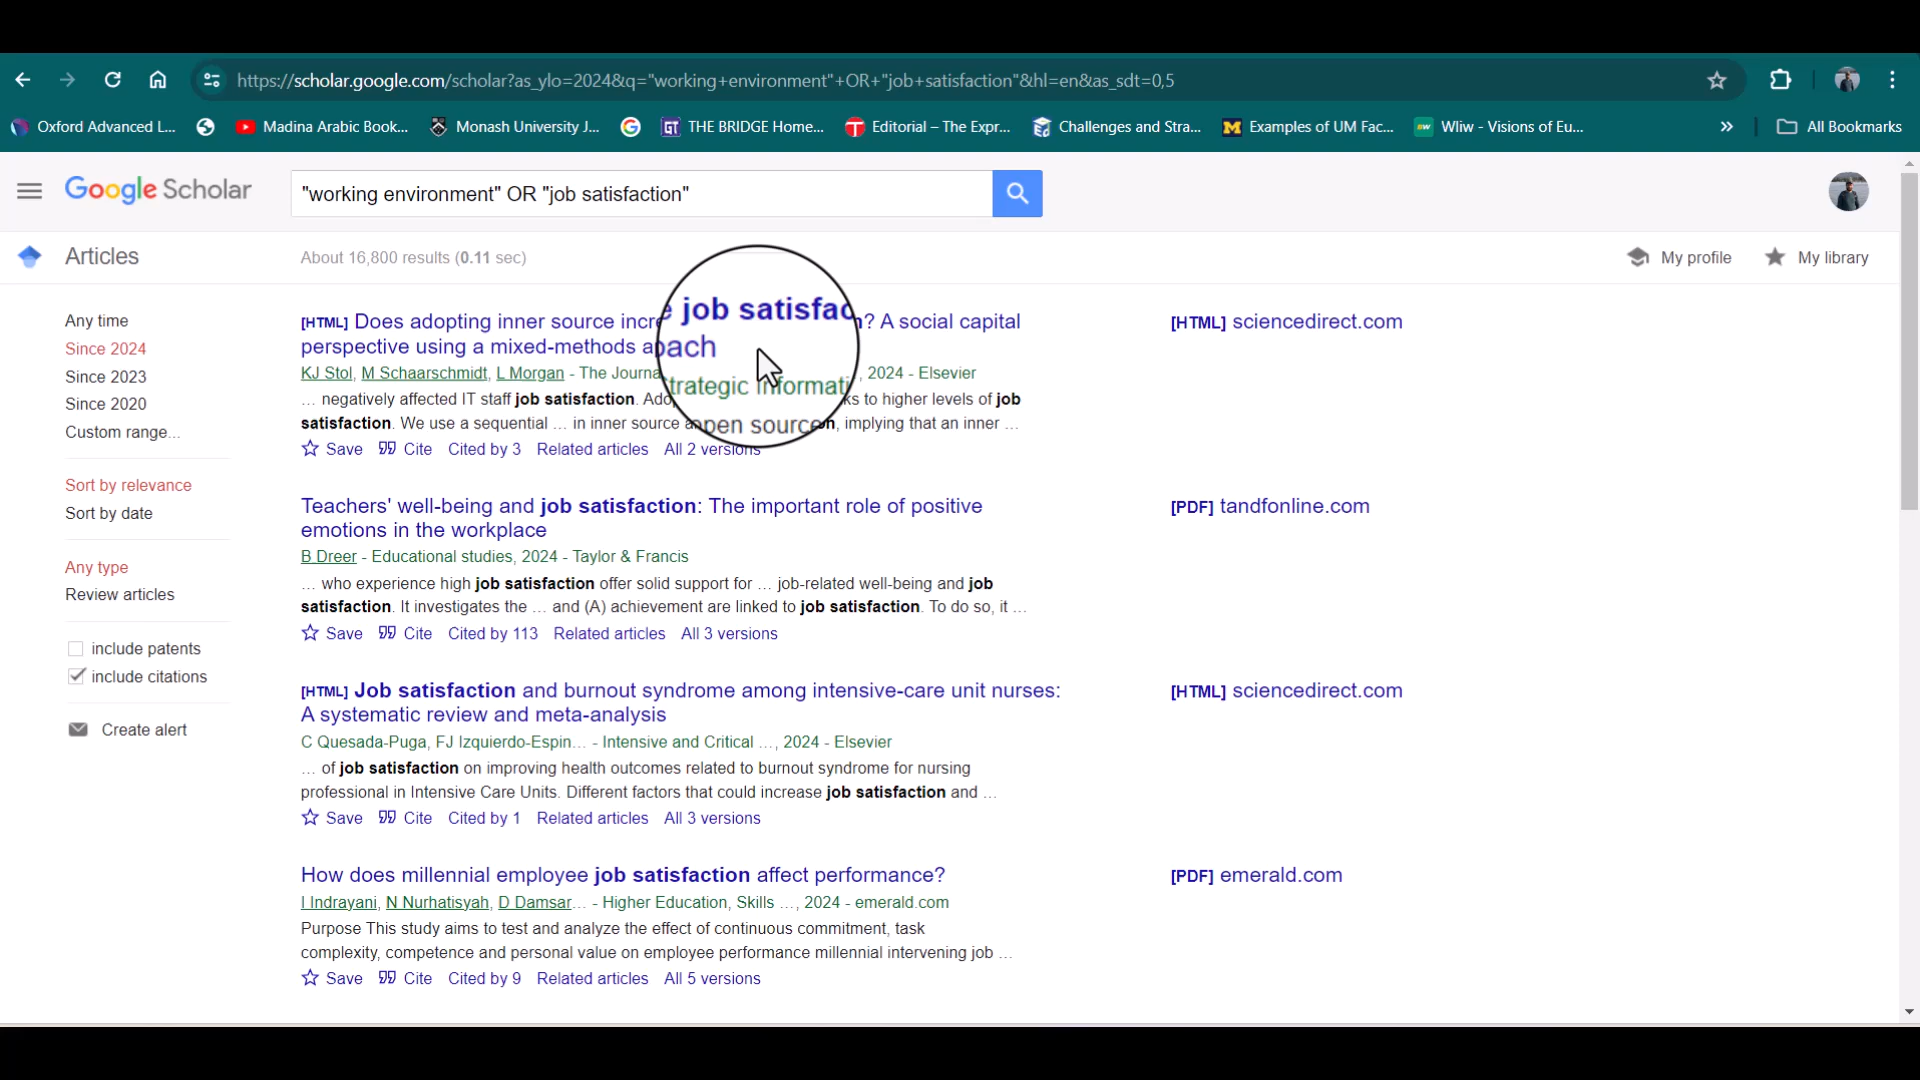 https://scholar.google.com/scholar?as_ylo=2024&q="working+environment"+OR+"job+satisfaction"&hl=en&as_sdt=0,5
Oxford Advanced L... Madina Arabic Book... Monash University J... THE BRIDGE Home... Editorial – The Expr... Challenges and Stra... Examples of UM Fac... Wliw - Visions of Eu... » All Bookmarks
Google Scholar "working environment" OR "job satisfaction"
Articles About 16,800 results (0.11 sec) My profile My library
Any time
Since 2024
Since 2023
Since 2020
Custom range...
Sort by relevance
Sort by date
Any type
Review articles
include patents
include citations
Create alert
[HTML] Does adopting inner source job satisfac ? A social capital
perspective using a mixed-methods
KJ Stol, M Schaarschmidt, L Morgan - The 2024 - Elsevier
... negatively affected IT staff job satisfaction. to higher levels of job
satisfaction. We use a sequential ... in inner source open source , implying that an inner ...
Save Cite Cited by 3 Related articles All 2 versions
[HTML] sciencedirect.com
Teachers' well-being and job satisfaction: The important role of positive
emotions in the workplace
B Dreer - Educational studies, 2024 - Taylor & Francis
... who experience high job satisfaction offer solid support for ... job-related well-being and job
satisfaction. It investigates the ... and (A) achievement are linked to job satisfaction. To do so, it ...
Save Cite Cited by 113 Related articles All 3 versions
[PDF] tandfonline.com
[HTML] Job satisfaction and burnout syndrome among intensive-care unit nurses:
A systematic review and meta-analysis
C Quesada-Puga, FJ Izquierdo-Espin... - Intensive and Critical ..., 2024 - Elsevier
... of job satisfaction on improving health outcomes related to burnout syndrome for nursing
professional in Intensive Care Units. Different factors that could increase job satisfaction and ...
Save Cite Cited by 1 Related articles All 3 versions
[HTML] sciencedirect.com
How does millennial employee job satisfaction affect performance?
I Indrayani, N Nurhatisyah, D Damsar... - Higher Education, Skills ..., 2024 - emerald.com
Purpose This study aims to test and analyze the effect of continuous commitment, task
complexity, competence and personal value on employee performance millennial intervening job ...
Save Cite Cited by 9 Related articles All 5 versions
[PDF] emerald.com